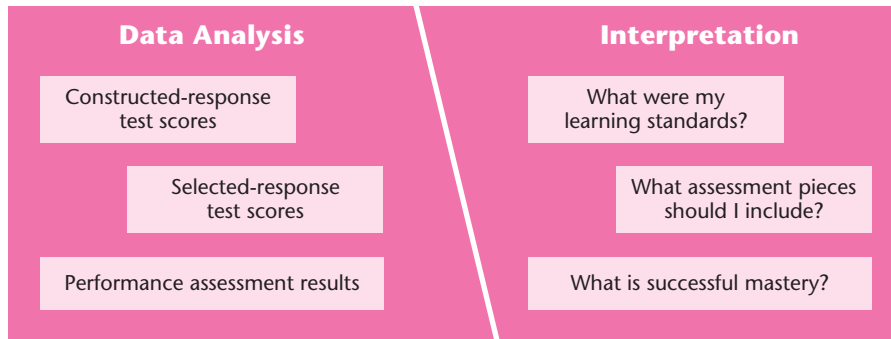 Data Analysis
Constructed-response
test scores
Selected-response
test scores
Performance assessment results
Interpretation
What were my
learning standards?
What assessment pieces
should I include?
What is successful mastery?